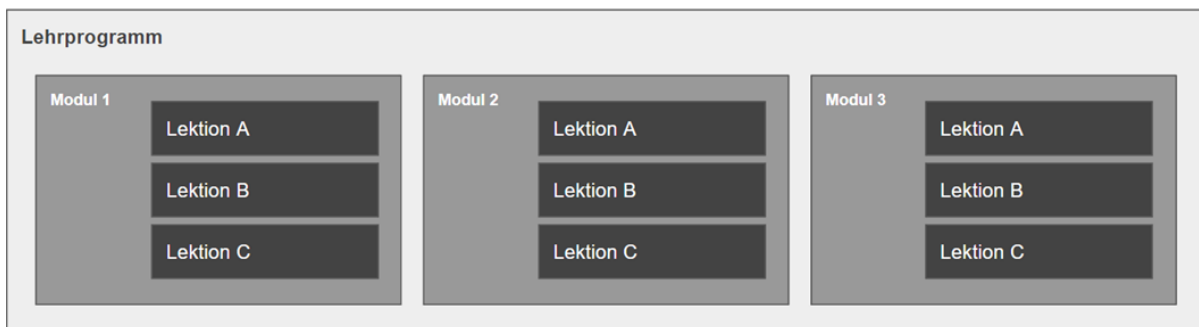 Lehrprogramm
Modul 1
Lektion A
Lektion B
Lektion C
Modul 2
Lektion A
Lektion B
Lektion C
Modul 3
Lektion A
Lektion B
Lektion C